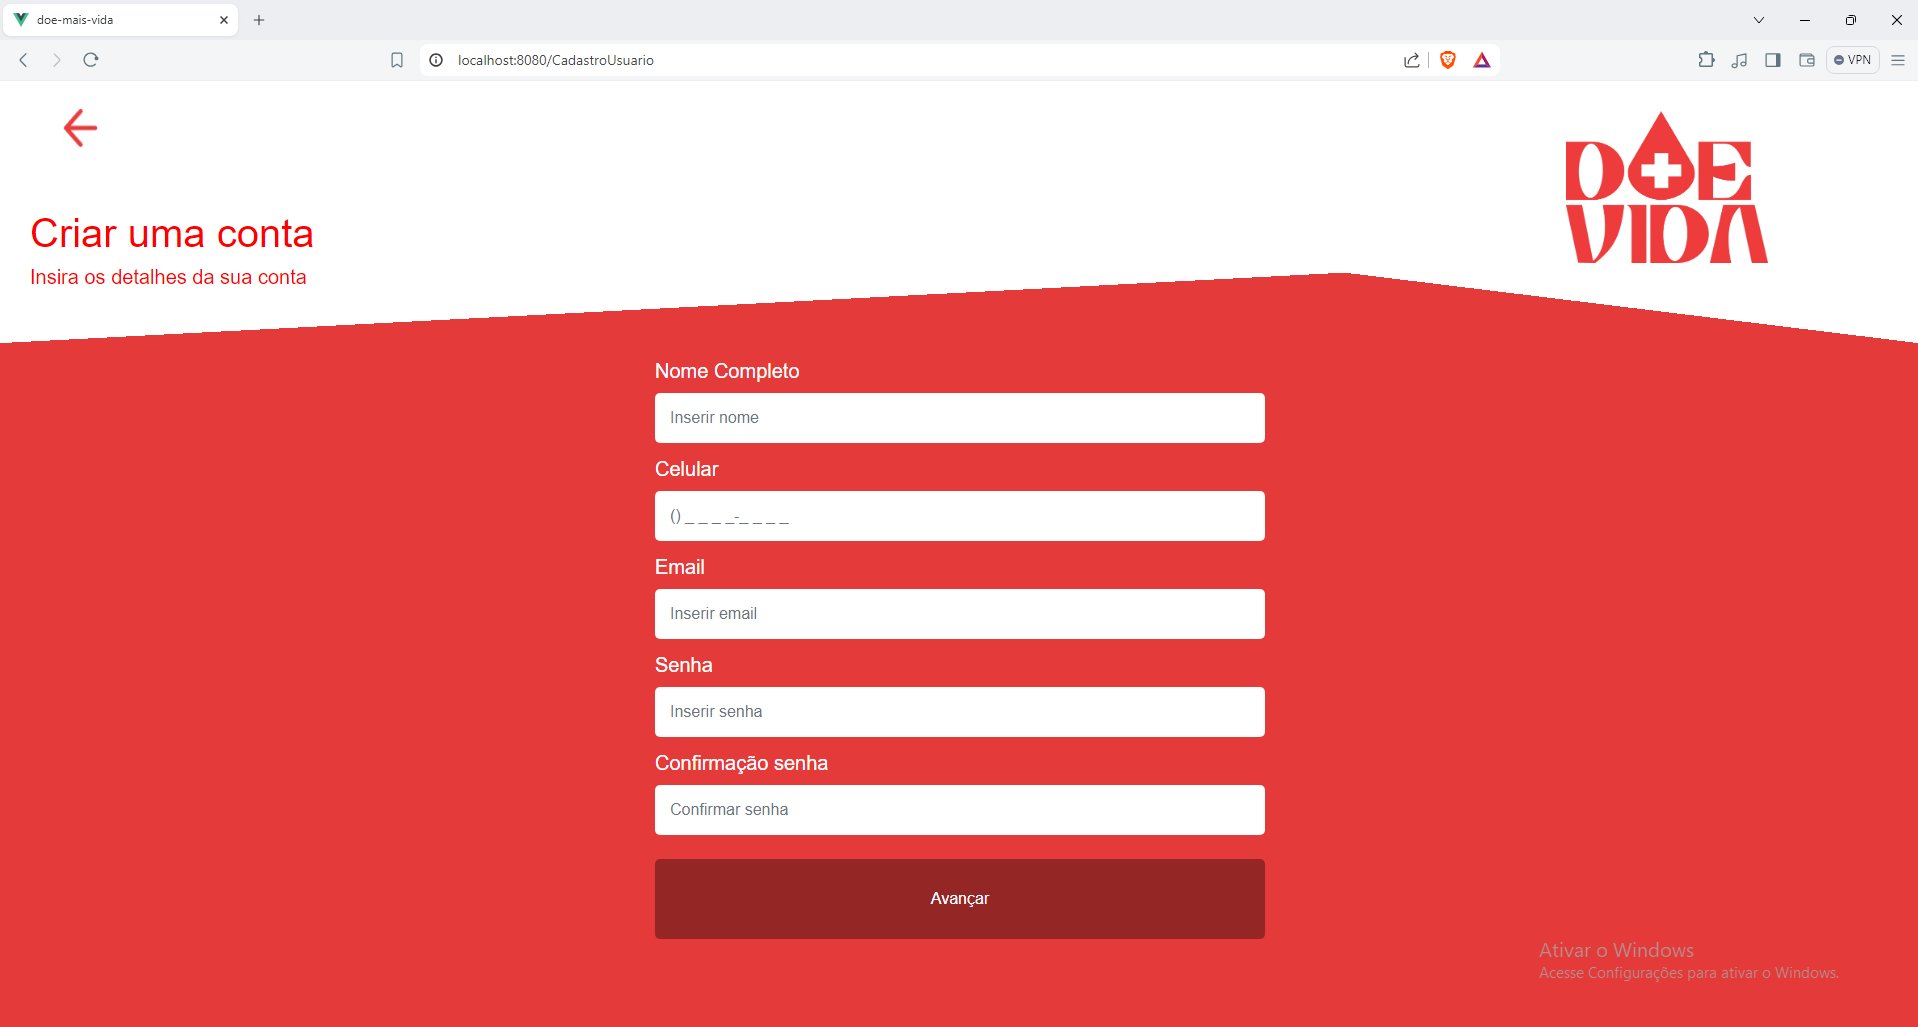 doe-mais-vida
localhost:8080/CadastroUsuario
VPN
DOE
VIDA
Criar uma conta
Insira os detalhes da sua conta
Nome Completo
Inserir nome
Celular
() _ _ _ _-_ _ _ _
Email
Inserir email
Senha
Inserir senha
Confirmação senha
Confirmar senha
Avançar
Ativar o Windows
Acesse Configurações para ativar o Windows.